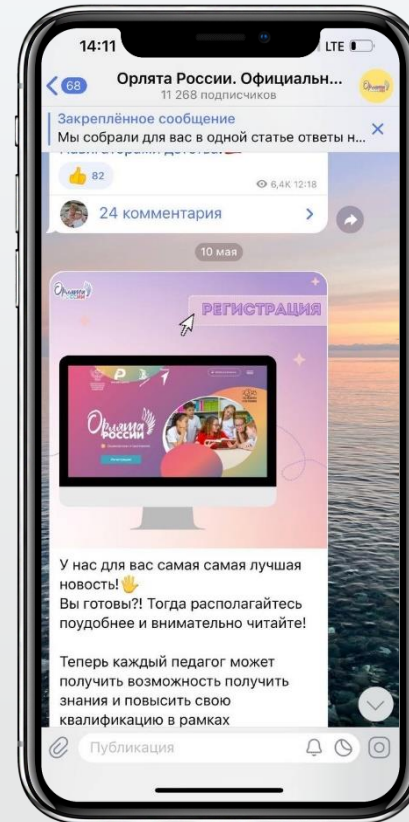 14:11
LTE
68
Орлята России. Официальн...
11 268 подписчиков
Закреплённое сообщение
Мы собрали для вас в одной статье ответы н...
82
6,4K 12:18
24 комментария
10 мая
Орлята
России
РЕГИСТРАЦИЯ
Орлята
РОССИИ
У нас для вас самая самая лучшая
новость!🖐
Вы готовы?! Тогда располагайтесь
поудобнее и внимательно читайте!
Теперь каждый педагог может
получить возможность получить
знания и повысить свою
квалификацию в рамках
Публикация